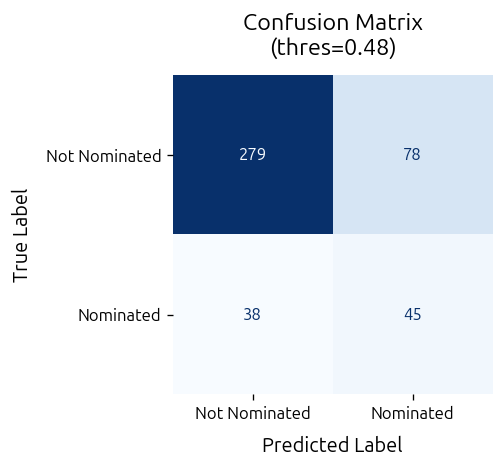 Confusion Matrix
(thres=0.48)
True Label
Not Nominated
279
78
Nominated
38
45
Not Nominated
Nominated
Predicted Label